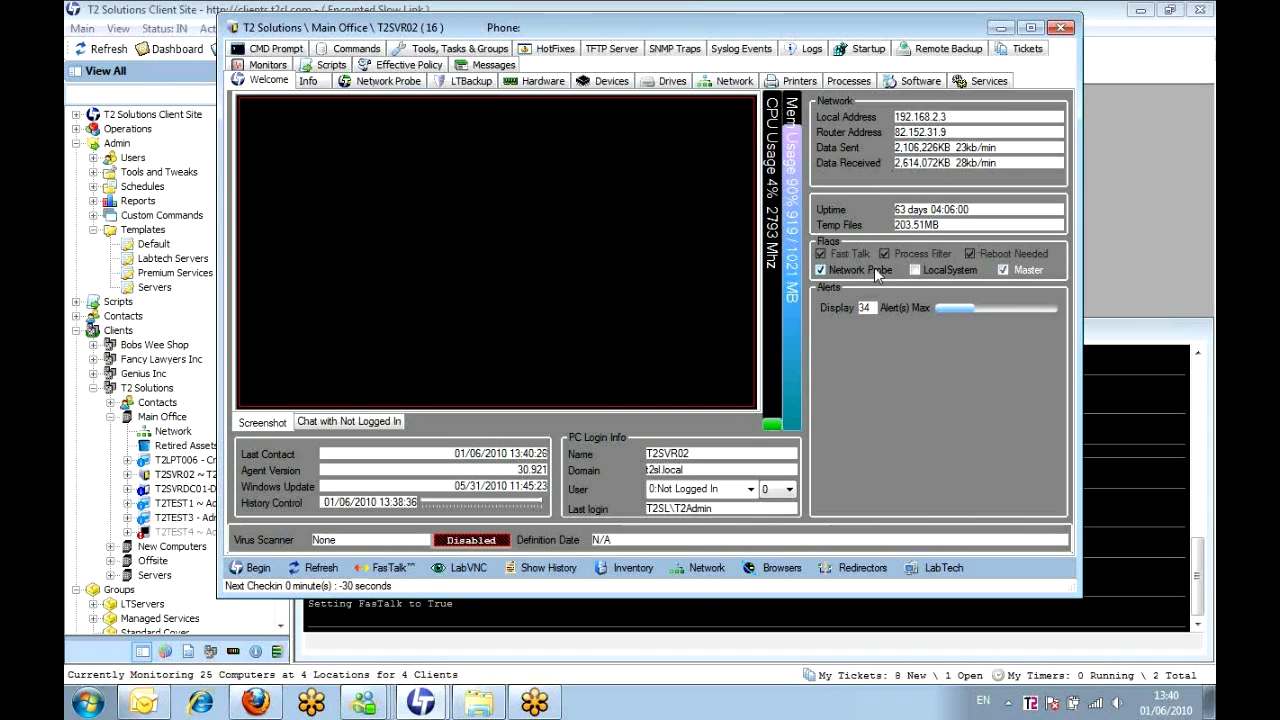 T2 Solutions Client Site - http://clients.t2sl.com - (Encrypted Slow Link)
Main View Status: IN
Refresh Dashboard
View All
T2 Solutions Client Site
Operations
Admin
Users
Tools and Tweaks
Schedules
Reports
Custom Commands
Templates
Default
Labtech Servers
Premium Services
Servers
Scripts
Contacts
Clients
Bobs Wee Shop
Fancy Lawyers Inc
Genius Inc
T2 Solutions
Contacts
Main Office
Network
Retired Assets
T2LPT006 - Cr
T2SVR02 ~ T2
T2SVRDC01-D
T2TEST1 ~ Adm
T2TEST3 - Adm
T2TEST4 ~ Ad
New Computers
Offsite
Servers
Groups
LTServers
Managed Services
Standard Cover
T2 Solutions \ Main Office \ T2SVR02 ( 16 ) Phone:
CMD Prompt Commands Tools, Tasks & Groups HotFixes TFTP Server SNMP Traps Syslog Events Logs Startup Remote Backup Tickets
Monitors Scripts Effective Policy Messages
Welcome Info Network Probe LTBackup Hardware Devices Drives Network Printers Processes Software Services
CPU Usage 4% 2793 Mhz
Mem Usage 90% 919 / 1021 MB
Network
Local Address 192.168.2.3
Router Address 82.152.31.9
Data Sent 2,106,226KB 23kb/min
Data Received 2,614,072KB 28kb/min
Uptime 63 days 04:06:00
Temp Files 203.51MB
Flags
Fast Talk Process Filter Reboot Needed
Network Probe LocalSystem Master
Alerts
Display 34 Alert(s) Max
Screenshot Chat with Not Logged In
Last Contact 01/06/2010 13:40:26
Agent Version 30.921
Windows Update 05/31/2010 11:45:23
History Control 01/06/2010 13:38:36
PC Login Info
Name T2SVR02
Domain t2sl.local
User 0:Not Logged In 0
Last login T2SL\T2Admin
Virus Scanner None Disabled Definition Date N/A
Begin Refresh FasTalk™ LabVNC Show History Inventory Network Browsers Redirectors LabTech
Next Checkin 0 minute(s) : -30 seconds
Setting FasTalk to True
Currently Monitoring 25 Computers at 4 Locations for 4 Clients
My Tickets: 8 New \ 1 Open My Timers: 0 Running \ 2 Total
EN
T2
13:40
01/06/2010